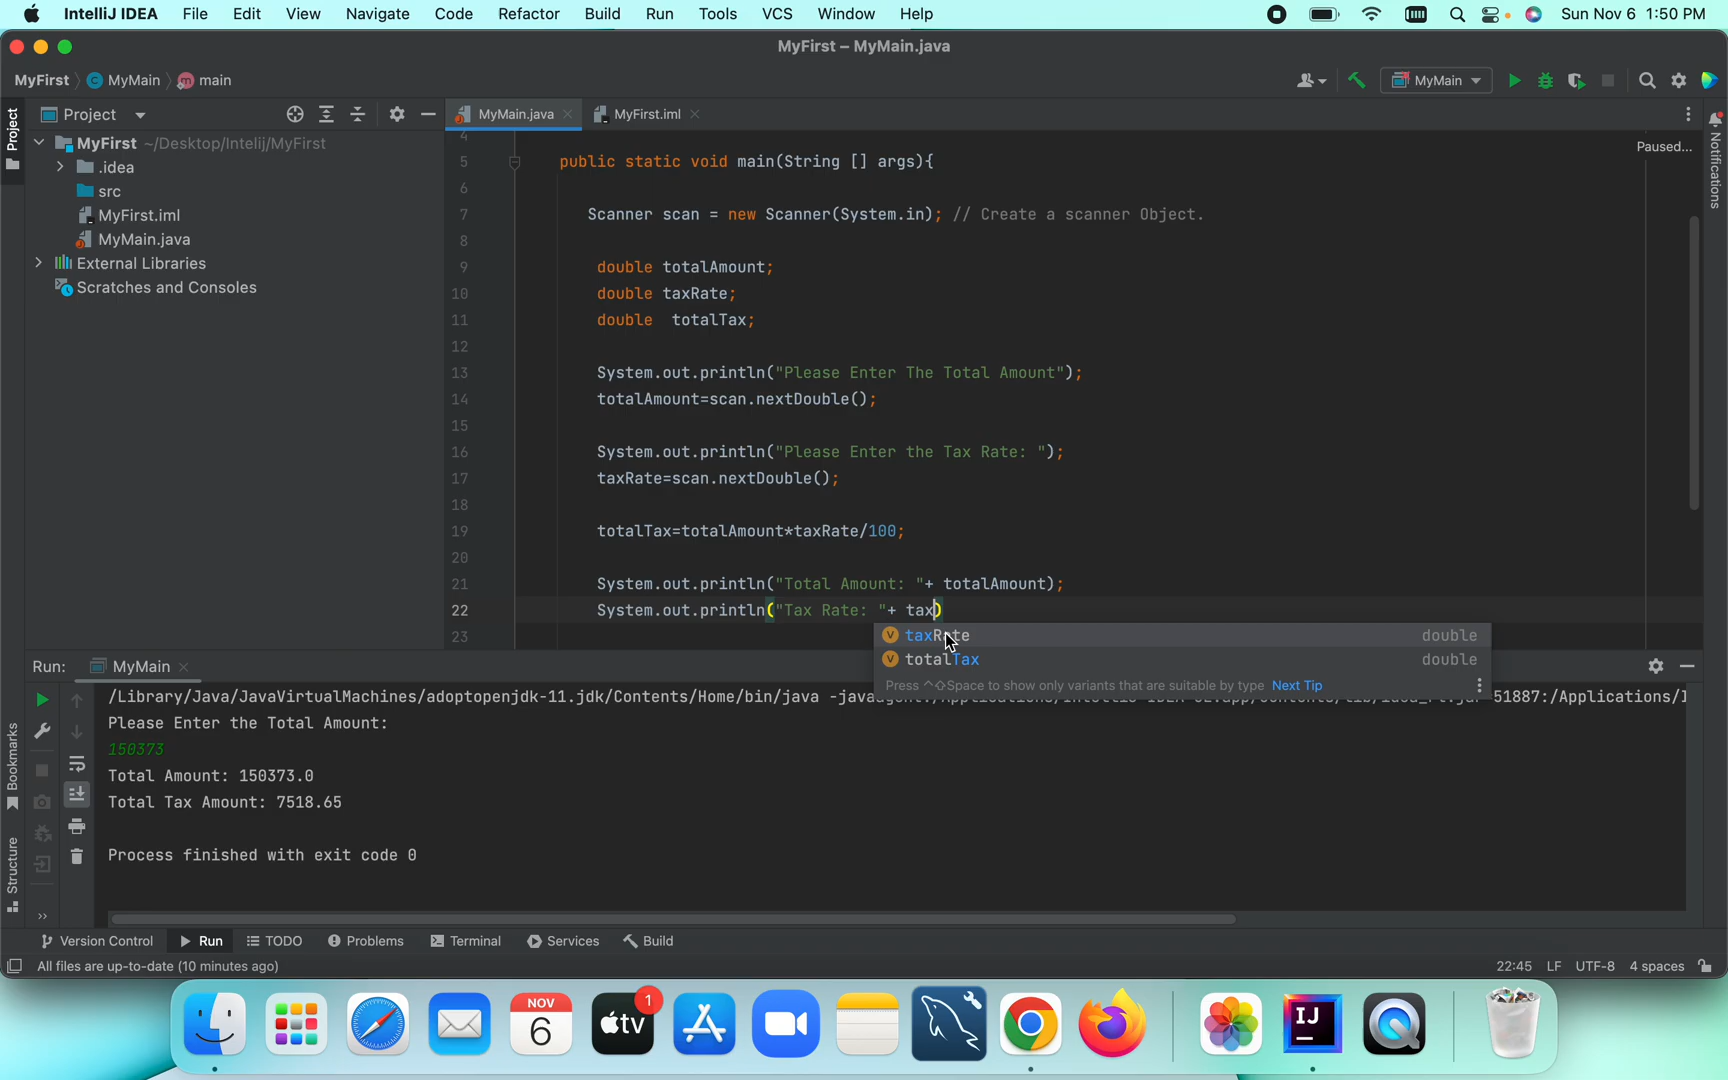 IntelliJ IDEA File Edit View Navigate Code Refactor Build Run Tools VCS Window Help Sun Nov 6 1:50 PM
MyFirst – MyMain.java
MyFirst MyMain main MyMain
Project Project MyMain.java MyFirst.iml
Notifications
Paused...
MyFirst ~/Desktop/Intelij/MyFirst
.idea
src
MyFirst.iml
MyMain.java
External Libraries
Scratches and Consoles
4
5 public static void main(String [] args){
6
7 Scanner scan = new Scanner(System.in); // Create a scanner Object.
8
9 double totalAmount;
10 double taxRate;
11 double totalTax;
12
13 System.out.println("Please Enter The Total Amount");
14 totalAmount=scan.nextDouble();
15
16 System.out.println("Please Enter the Tax Rate: ");
17 taxRate=scan.nextDouble();
18
19 totalTax=totalAmount*taxRate/100;
20
21 System.out.println("Total Amount: "+ totalAmount);
22 System.out.println("Tax Rate: "+ tax)
23
taxRate double
totalTax double
Press ^⇧Space to show only variants that are suitable by type Next Tip
Run: MyMain
/Library/Java/JavaVirtualMachines/adoptopenjdk-11.jdk/Contents/Home/bin/java 51887:/Applications/I
Please Enter the Total Amount:
150373
Total Amount: 150373.0
Total Tax Amount: 7518.65
Process finished with exit code 0
Bookmarks
Structure
Version Control Run TODO Problems Terminal Services Build
All files are up-to-date (10 minutes ago) 22:45 LF UTF-8 4 spaces
NOV
6
tv
1
IJ